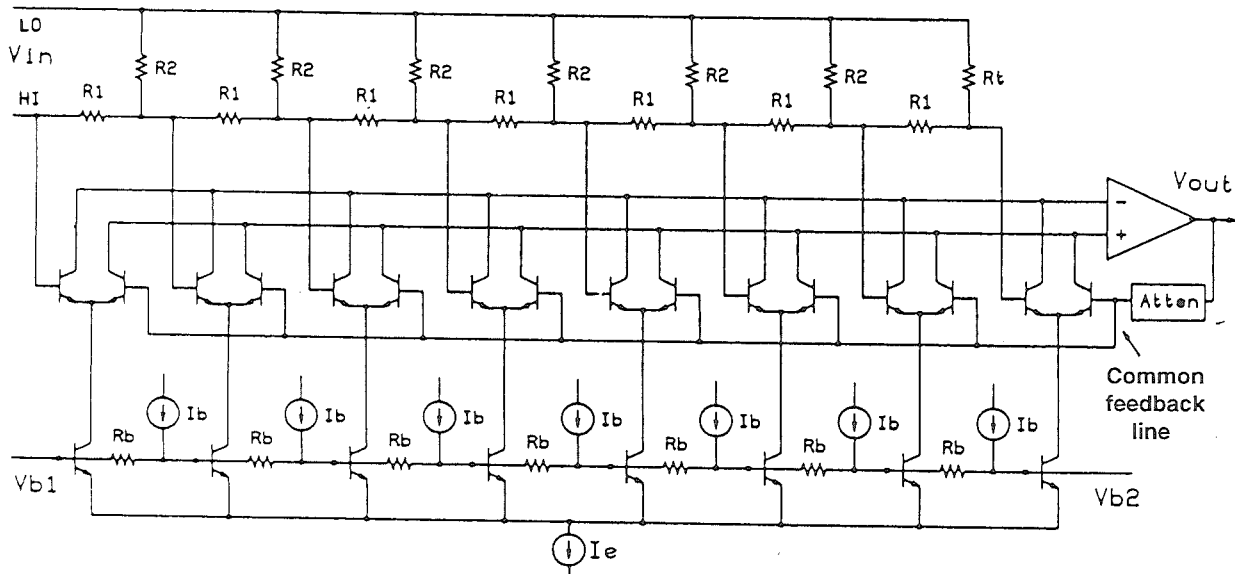 LO
Vin
R2 R2 R2 R2 R2 R2 Rt
HI
R1 R1 R1 R1 R1 R1 R1
Vout
-
+
Atten
Common
feedback
line
Ib Ib Ib Ib Ib Ib Ib
Rb Rb Rb Rb Rb Rb Rb
Vb1
Vb2
Ie